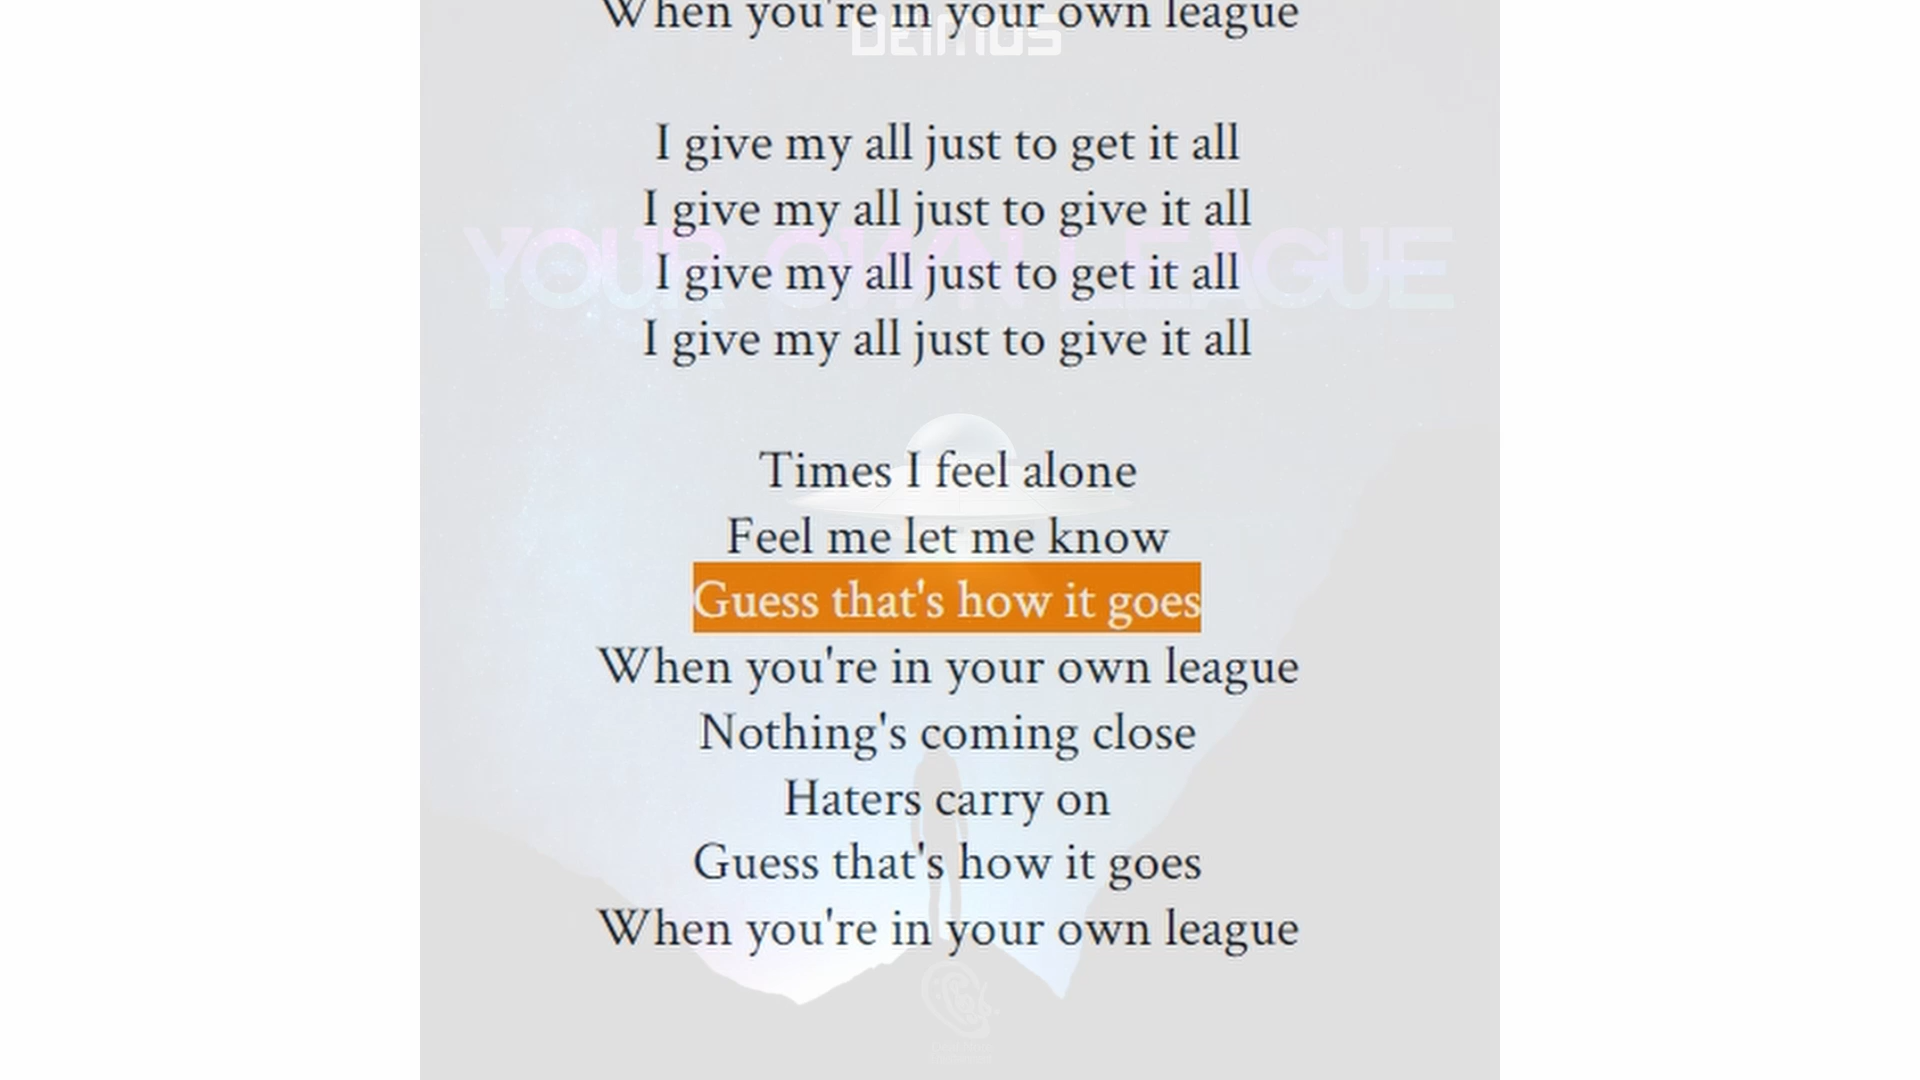 When you're in your own league
DEIMOS
I give my all just to get it all
I give my all just to give it all
YOUR OWN LEAGUE
I give my all just to get it all
I give my all just to give it all
Times I feel alone
Feel me let me know
Guess that's how it goes
When you're in your own league
Nothing's coming close
Haters carry on
Guess that's how it goes
When you're in your own league